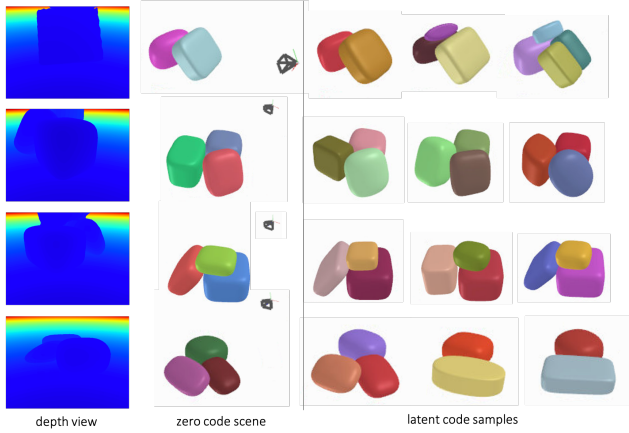 depth view
zero code scene
latent code samples